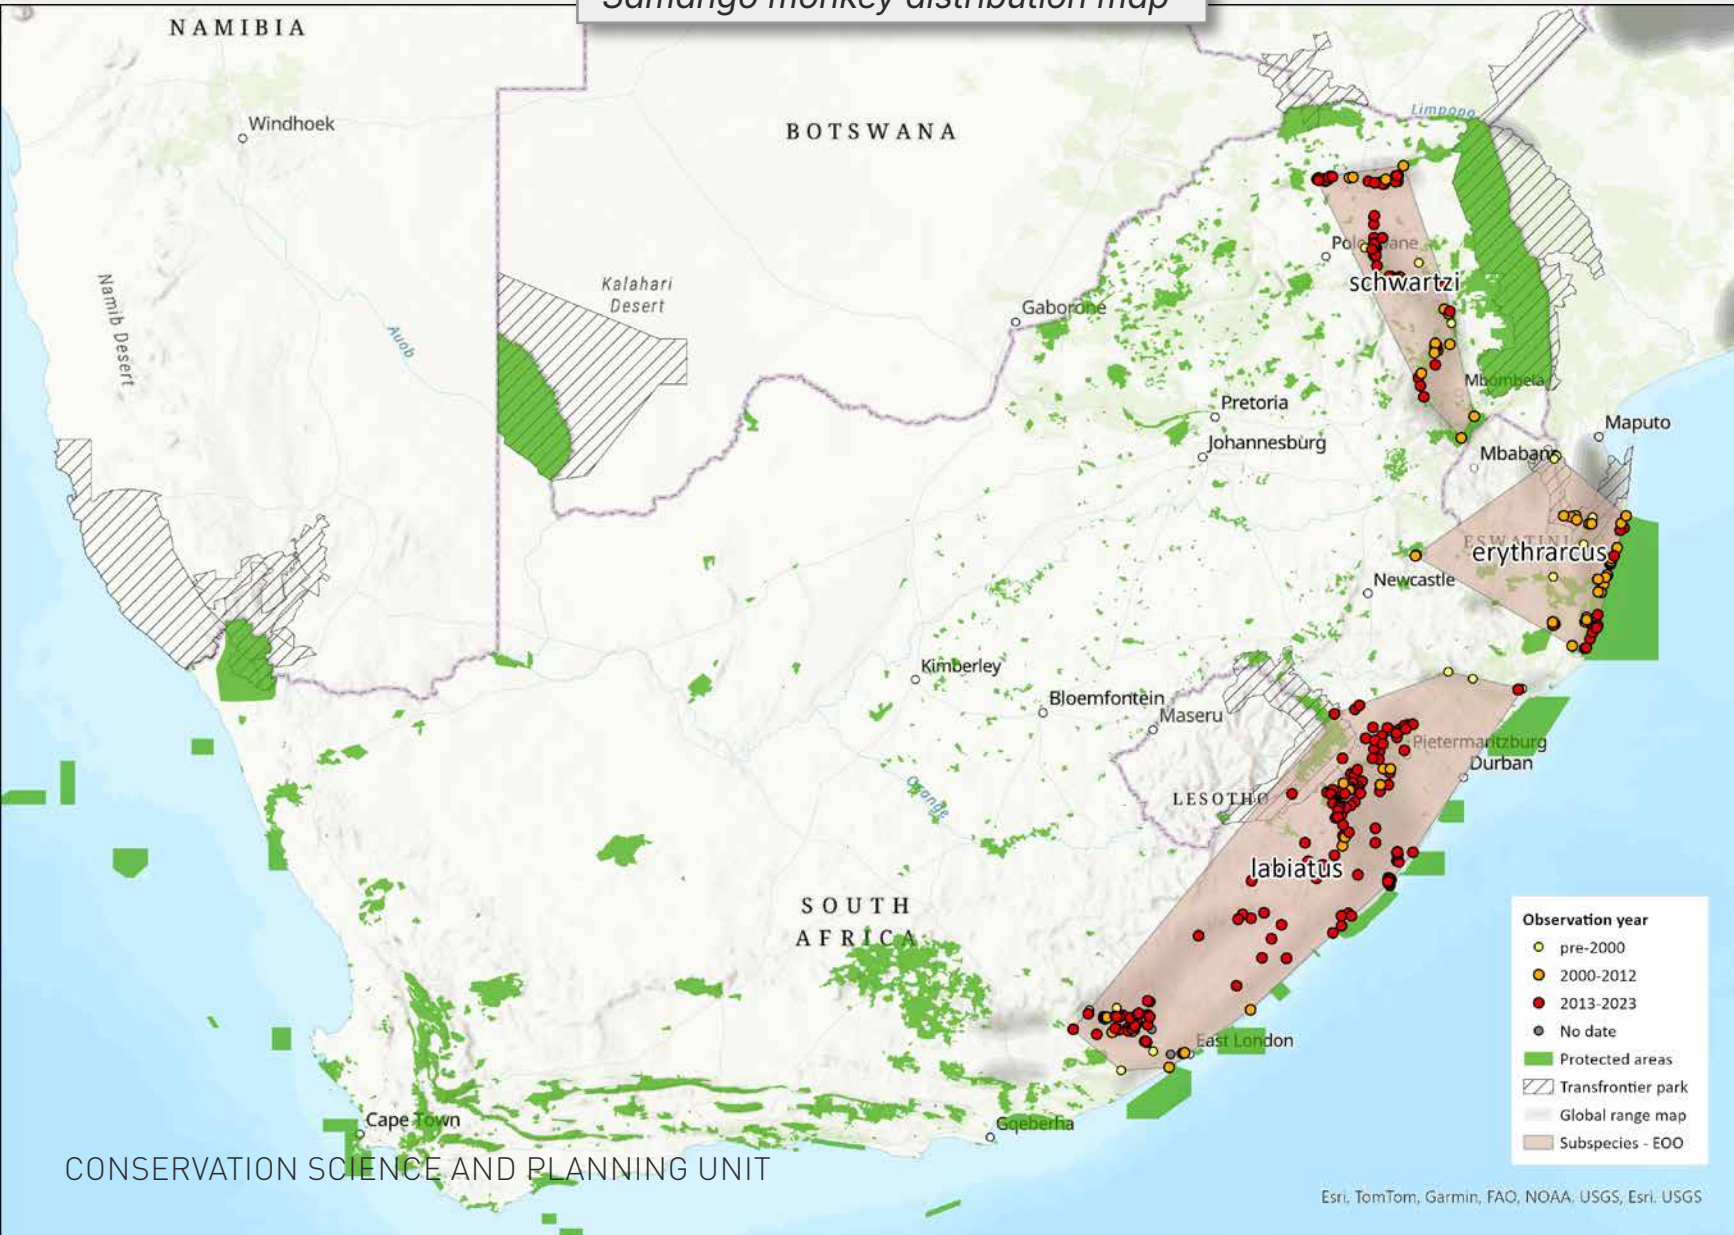 Samango monkey distribution map
NAMIBIA
Windhoek
BOTSWANA
Limpopo
Namib Desert
Kalahari
Desert
Auob
Gaborone
Polokwane
schwartzi
Mbombela
Pretoria
Johannesburg
Maputo
Mbabane
ESWATINI
erythrarcus
Newcastle
Kimberley
Bloemfontein
Maseru
Pietermaritzburg
Durban
LESOTHO
Orange
labiatus
SOUTH
AFRICA
East London
Cape Town
Gqeberha
Observation year
pre-2000
2000-2012
2013-2023
No date
Protected areas
Transfrontier park
Global range map
Subspecies - EOO
CONSERVATION SCIENCE AND PLANNING UNIT
Esri, TomTom, Garmin, FAO, NOAA, USGS, Esri, USGS